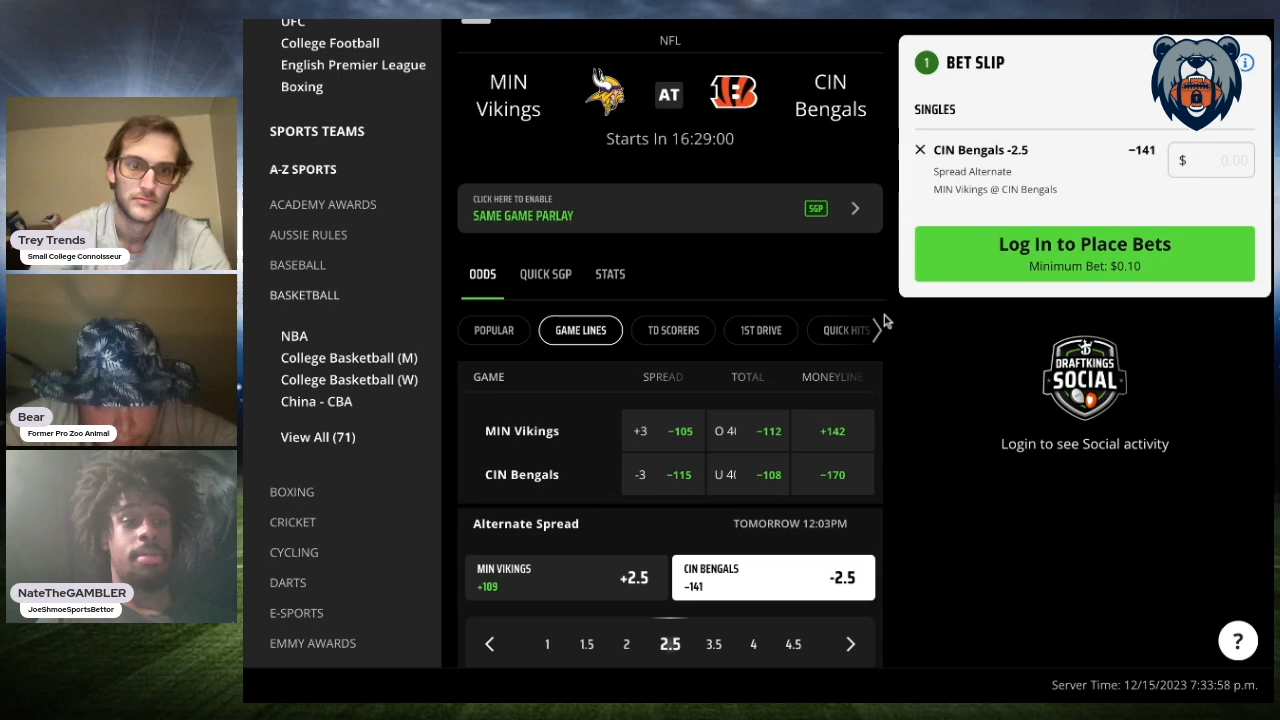 UFC
College Football
English Premier League
Boxing
SPORTS TEAMS
A-Z SPORTS
ACADEMY AWARDS
AUSSIE RULES
BASEBALL
BASKETBALL
NBA
College Basketball (M)
College Basketball (W)
China - CBA
View All (71)
BOXING
CRICKET
CYCLING
DARTS
E-SPORTS
EMMY AWARDS
Trey Trends
Small College Connoisseur
Bear
Former Pro Zoo Animal
NateTheGAMBLER
JoeShmoeSportsBettor
NFL
MIN
Vikings
AT
CIN
Bengals
Starts In 16:29:00
CLICK HERE TO ENABLE
SAME GAME PARLAY
SGP
ODDS QUICK SGP STATS
POPULAR GAME LINES TD SCORERS 1ST DRIVE QUICK HITS
GAME SPREAD TOTAL MONEYLINE
MIN Vikings +3 −105 O 40 −112 +142
CIN Bengals -3 −115 U 40 −108 −170
Alternate Spread TOMORROW 12:03PM
MIN VIKINGS +2.5
+109
CIN BENGALS -2.5
−141
1 1.5 2 2.5 3.5 4 4.5
1 BET SLIP
SINGLES
CIN Bengals -2.5 −141 $ 0.00
Spread Alternate
MIN Vikings @ CIN Bengals
Log In to Place Bets
Minimum Bet: $0.10
DRAFTKINGS
SOCIAL
Login to see Social activity
?
Server Time: 12/15/2023 7:33:58 p.m.